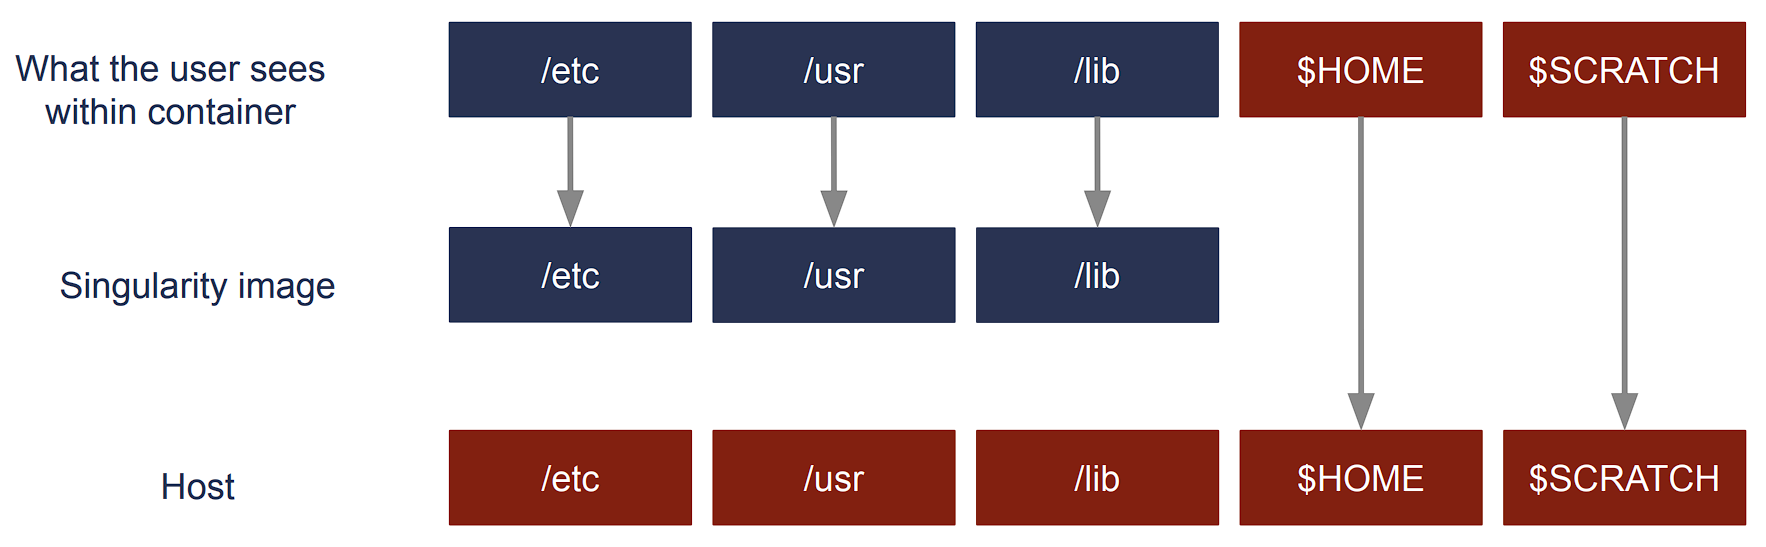 What the user sees
within container
/etc /usr /lib $HOME $SCRATCH
Singularity image
/etc /usr /lib
Host
/etc /usr /lib $HOME $SCRATCH